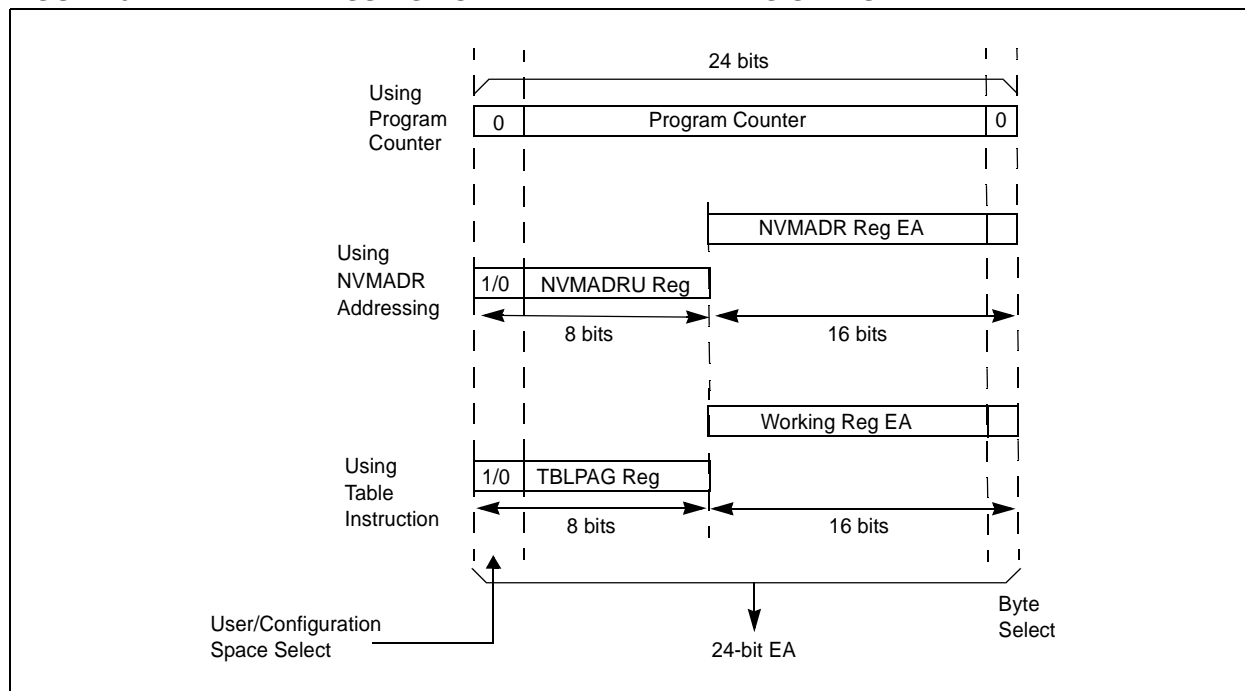 24 bits
Using
Program
Counter
0
Program Counter
0
NVMADR Reg EA
Using
NVMADR
Addressing
1/0
NVMADRU Reg
8 bits
16 bits
Working Reg EA
Using
Table
Instruction
1/0
TBLPAG Reg
8 bits
16 bits
User/Configuration
Space Select
24-bit EA
Byte
Select